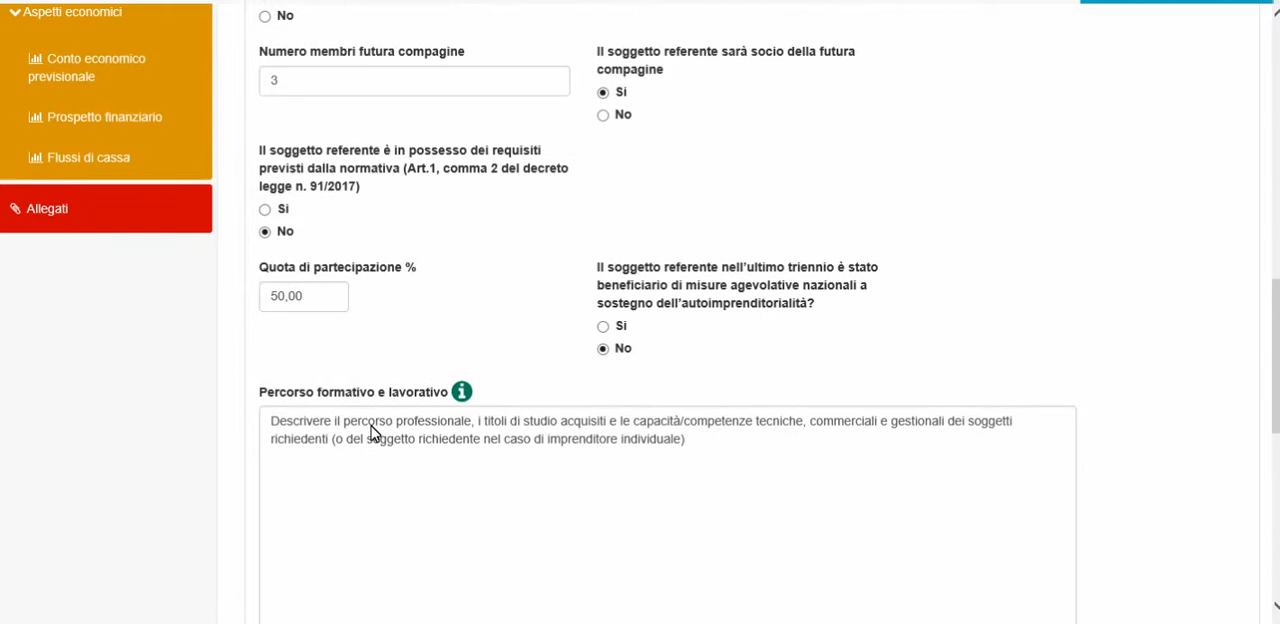 Aspetti economici
Conto economico
previsionale
Prospetto finanziario
Flussi di cassa
Allegati
No
Numero membri futura compagine
3
Il soggetto referente sarà socio della futura
compagine
Si
No
Il soggetto referente è in possesso dei requisiti
previsti dalla normativa (Art.1, comma 2 del decreto
legge n. 91/2017)
Si
No
Quota di partecipazione %
50,00
Il soggetto referente nell'ultimo triennio è stato
beneficiario di misure agevolative nazionali a
sostegno dell'autoimprenditorialità?
Si
No
Percorso formativo e lavorativo
Descrivere il percorso professionale, i titoli di studio acquisiti e le capacità/competenze tecniche, commerciali e gestionali dei soggetti
richiedenti (o del soggetto richiedente nel caso di imprenditore individuale)